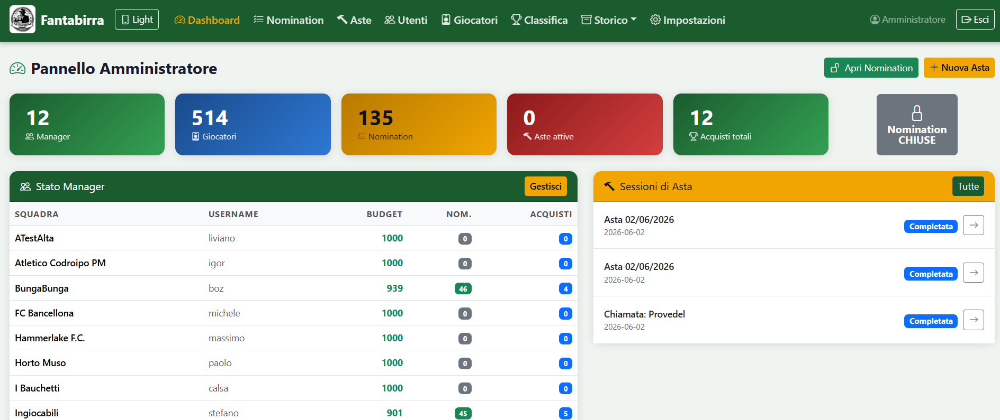 Fantabirra Light Dashboard Nomination Aste Utenti Giocatori Classifica Storico Impostazioni Amministratore Esci
Pannello Amministratore Apri Nomination + Nuova Asta
12
Manager
514
Giocatori
135
Nomination
0
Aste attive
12
Acquisti totali
Nomination
CHIUSE
Stato Manager Gestisci
SQUADRA USERNAME BUDGET NOM. ACQUISTI
ATestAlta liviano 1000 0 0
Atletico Codroipo PM igor 1000 0 0
BungaBunga boz 939 46 4
FC Bancellona michele 1000 0 0
Hammerlake F.C. massimo 1000 0 0
Horto Muso paolo 1000 0 0
I Bauchetti calsa 1000 0 0
Ingiocabili stefano 901 45 5
Sessioni di Asta Tutte
Asta 02/06/2026
2026-06-02
Completata
Asta 02/06/2026
2026-06-02
Completata
Chiamata: Provedel
2026-06-02
Completata